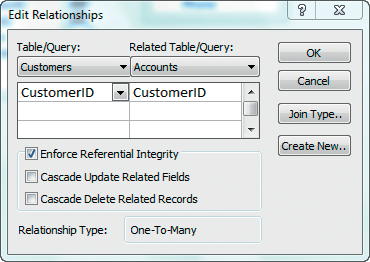 Edit Relationships
Table/Query: Related Table/Query:
Customers Accounts
CustomerID CustomerID
Enforce Referential Integrity
Cascade Update Related Fields
Cascade Delete Related Records
Relationship Type: One-To-Many
OK
Cancel
Join Type..
Create New..